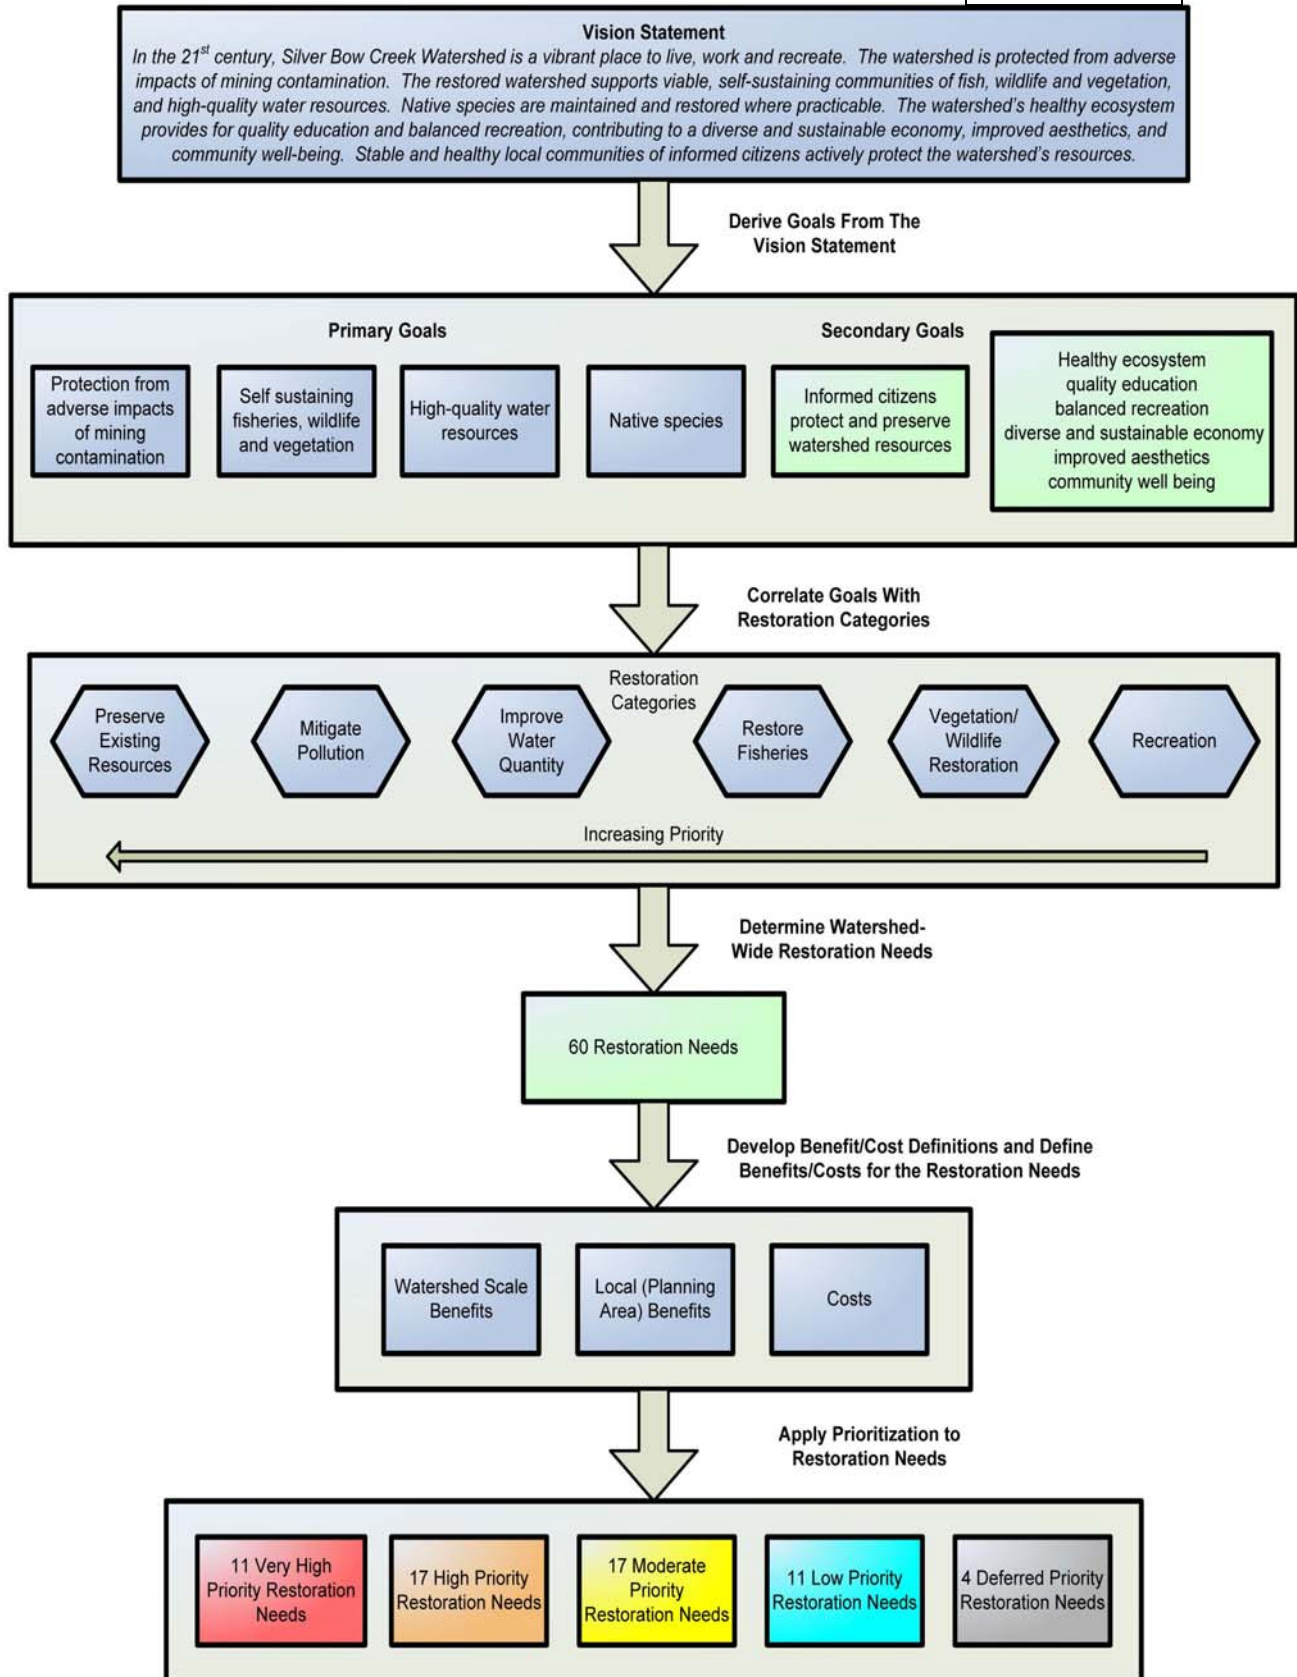 Vision Statement
In the 21st century, Silver Bow Creek Watershed is a vibrant place to live, work and recreate. The watershed is protected from adverse
impacts of mining contamination. The restored watershed supports viable, self-sustaining communities of fish, wildlife and vegetation,
and high-quality water resources. Native species are maintained and restored where practicable. The watershed's healthy ecosystem
provides for quality education and balanced recreation, contributing to a diverse and sustainable economy, improved aesthetics, and
community well-being. Stable and healthy local communities of informed citizens actively protect the watershed's resources.
Derive Goals From The
Vision Statement
Primary Goals
Secondary Goals
Protection from
adverse impacts
of mining
contamination
Self sustaining
fisheries, wildlife
and vegetation
High-quality water
resources
Native species
Informed citizens
protect and preserve
watershed resources
Healthy ecosystem
quality education
balanced recreation
diverse and sustainable economy
improved aesthetics
community well being
Correlate Goals With
Restoration Categories
Restoration
Categories
Preserve
Existing
Resources
Mitigate
Pollution
Improve
Water
Quantity
Restore
Fisheries
Vegetation/
Wildlife
Restoration
Recreation
Increasing Priority
Determine Watershed-
Wide Restoration Needs
60 Restoration Needs
Develop Benefit/Cost Definitions and Define
Benefits/Costs for the Restoration Needs
Watershed Scale
Benefits
Local (Planning
Area) Benefits
Costs
Apply Prioritization to
Restoration Needs
11 Very High
Priority Restoration
Needs
17 High Priority
Restoration Needs
17 Moderate
Priority
Restoration Needs
11 Low Priority
Restoration Needs
4 Deferred Priority
Restoration Needs